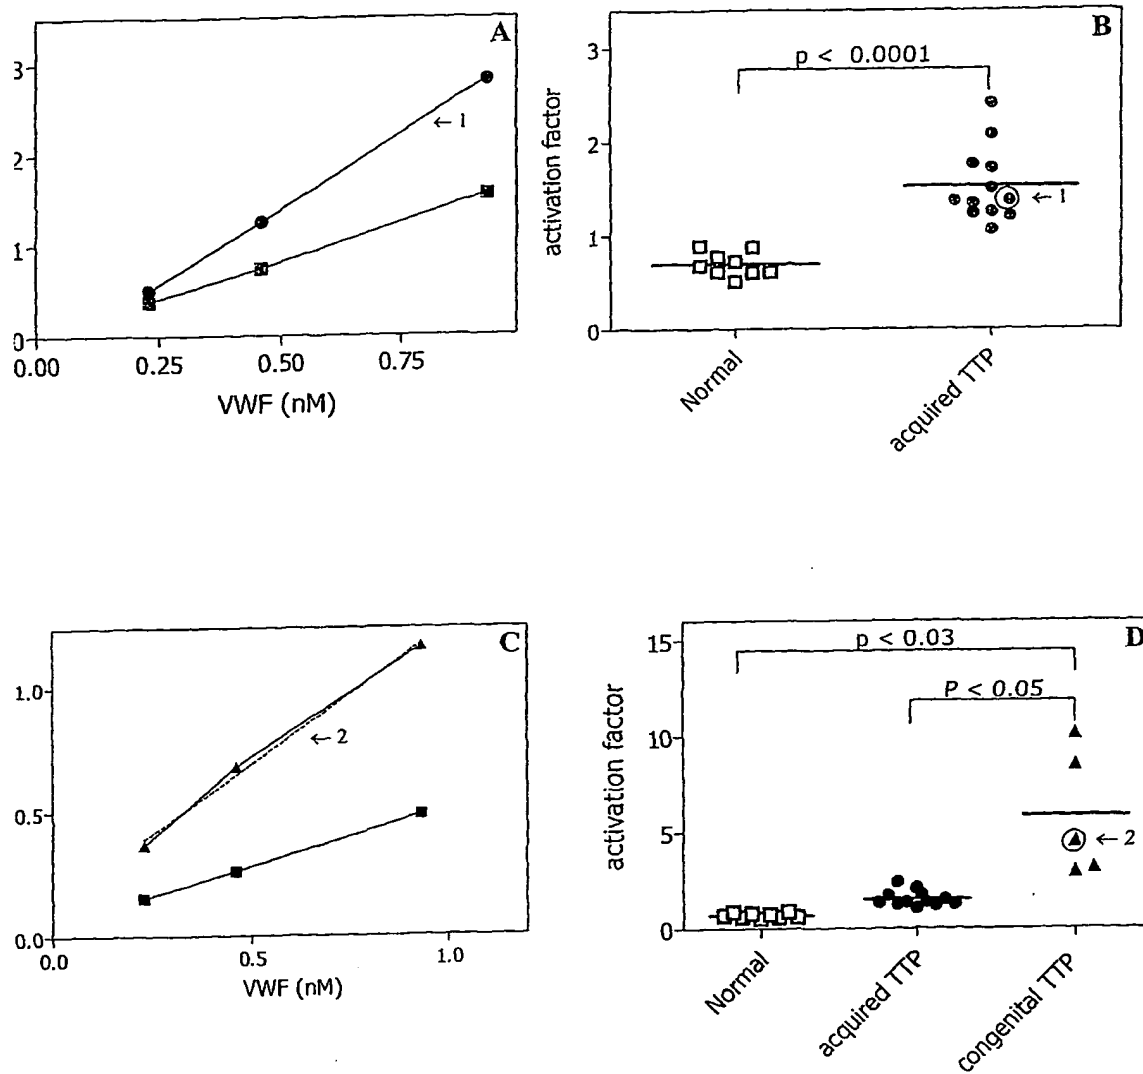 A
3
2
1
0
← 1
0.00
0.25
0.50
0.75
VWF (nM)
B
p < 0.0001
activation factor
3
2
1
0
← 1
Normal
acquired TTP
C
1.0
0.5
0.0
← 2
0.0
0.5
1.0
VWF (nM)
D
p < 0.03
P < 0.05
activation factor
15
10
5
0
← 2
Normal
acquired TTP
congenital TTP